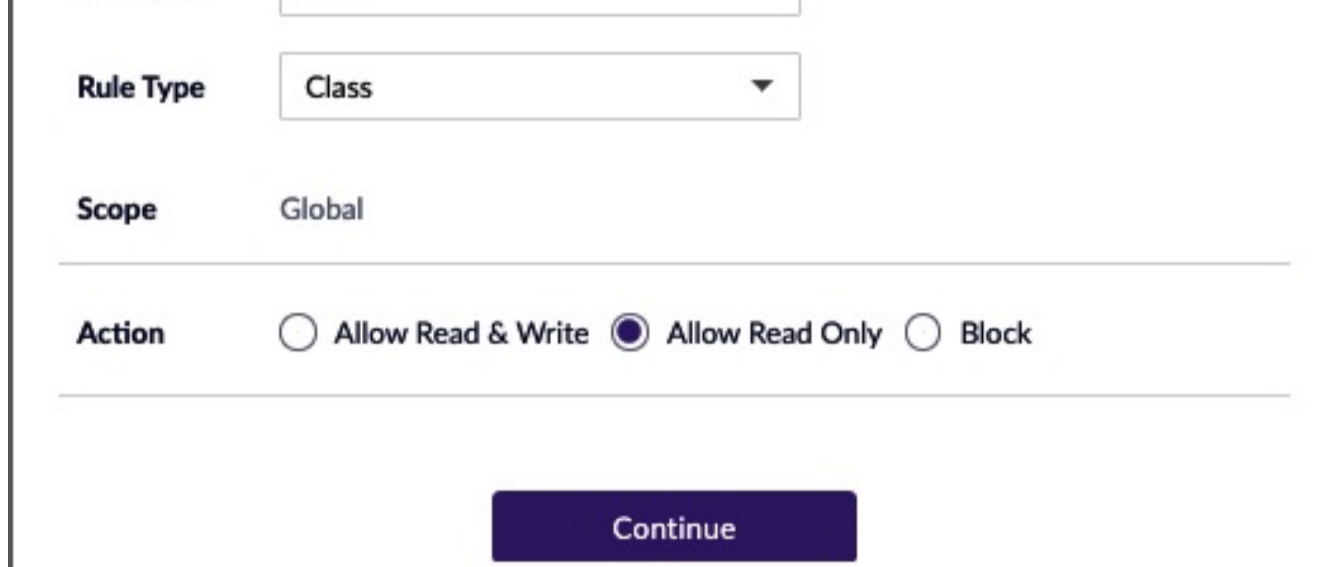 Rule Type Class
Scope Global
Action Allow Read & Write Allow Read Only Block
Continue